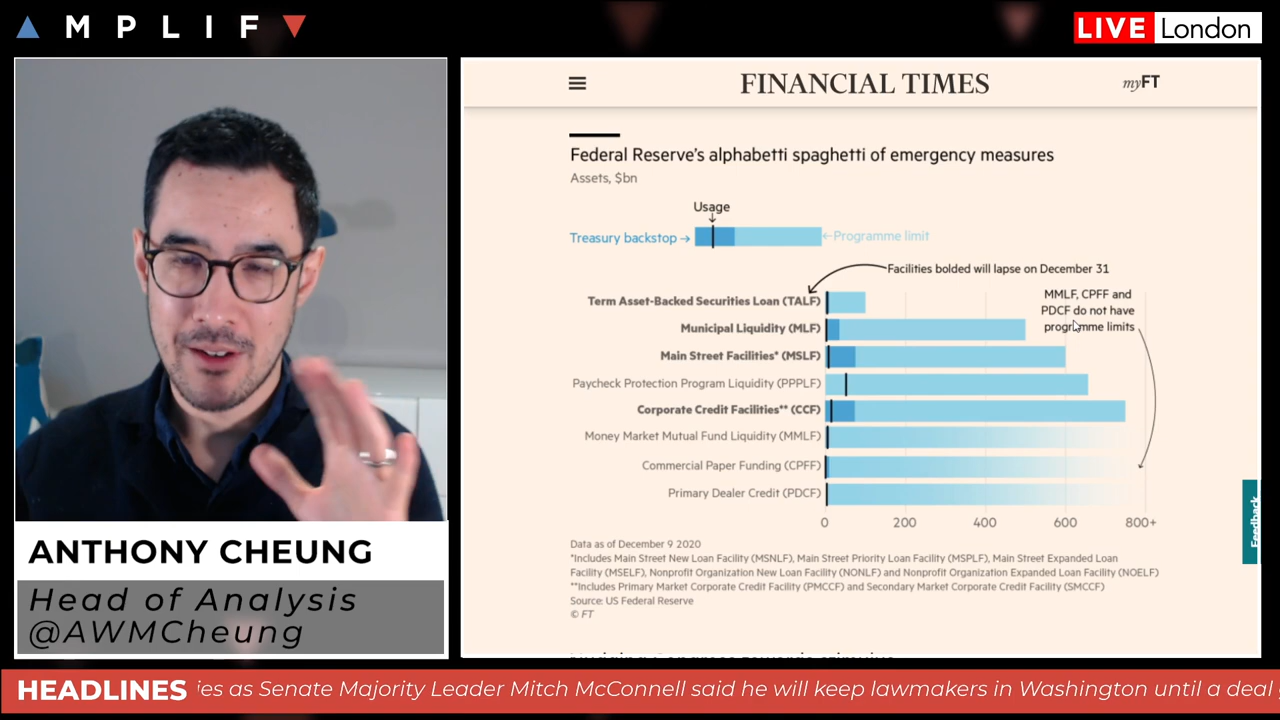 ▲ M P L I F ▼
LIVE London
FINANCIAL TIMES
myFT
Federal Reserve's alphabetti spaghetti of emergency measures
Assets, $bn
Usage
Treasury backstop →
←Programme limit
Facilities bolded will lapse on December 31
MMLF, CPFF and
PDCF do not have
programme limits
Term Asset-Backed Securities Loan (TALF)
Municipal Liquidity (MLF)
Main Street Facilities* (MSLF)
Paycheck Protection Program Liquidity (PPPLF)
Corporate Credit Facilities** (CCF)
Money Market Mutual Fund Liquidity (MMLF)
Commercial Paper Funding (CPFF)
Primary Dealer Credit (PDCF)
0 200 400 600 800+
Data as of December 9 2020
*Includes Main Street New Loan Facility (MSNLF), Main Street Priority Loan Facility (MSPLF), Main Street Expanded Loan
Facility (MSELF), Nonprofit Organization New Loan Facility (NONLF) and Nonprofit Organization Expanded Loan Facility (NOELF)
**Includes Primary Market Corporate Credit Facility (PMCCF) and Secondary Market Corporate Credit Facility (SMCCF)
Source: US Federal Reserve
© FT
Feedback
ANTHONY CHEUNG
Head of Analysis
@AWMCheung
HEADLINES
ies as Senate Majority Leader Mitch McConnell said he will keep lawmakers in Washington until a deal